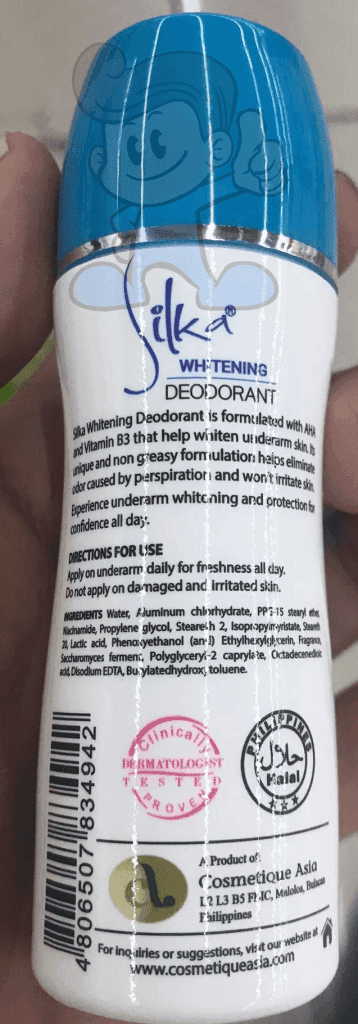 Silka®
WHITENING
DEODORANT
Silka Whitening Deodorant is formulated with AHA
and Vitamin B3 that help whiten underarm skin. Its
unique and non greasy formulation helps eliminate
odor caused by perspiration and won't irritate skin.
Experience underarm whitening and protection for
confidence all day.
DIRECTIONS FOR USE
Apply on underarm daily for freshness all day.
Do not apply on damaged and irritated skin.
INGREDIENTS Water, Aluminum chlorhydrate, PPG-15 stearyl ether,
Niacinamide, Propylene glycol, Steareth 2, Isopropylmyristate, Steareth
20, Lactic acid, Phenoxyethanol (and) Ethylhexylglycerin, Fragrance,
Saccharomyces ferment, Polyglyceryl-2 caprylate, Octadecenedioic
acid, Disodium EDTA, Butylatedhydroxy toluene.
Clinically
DERMATOLOGIST
TESTED
PROVEN
PHILIPPINES
حلال
Halal
4 806507 834942
A Product of:
Cosmetique Asia
L2 L3 B5 FMIC, Malolos, Bulacan
Philippines
For inquiries or suggestions, visit our website at
www.cosmetiqueasia.com